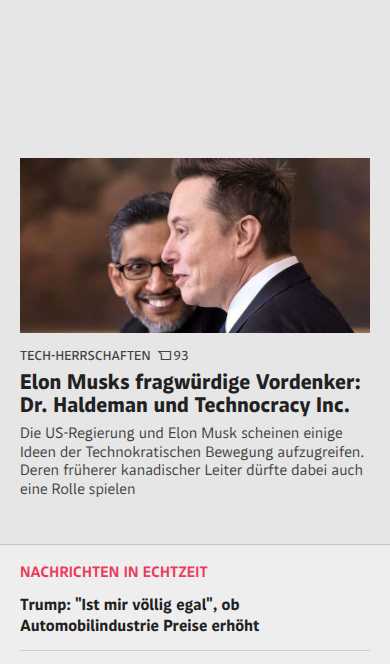 TECH-HERRSCHAFTEN 93
Elon Musks fragwürdige Vordenker:
Dr. Haldeman und Technocracy Inc.
Die US-Regierung und Elon Musk scheinen einige
Ideen der Technokratischen Bewegung aufzugreifen.
Deren früherer kanadischer Leiter dürfte dabei auch
eine Rolle spielen
NACHRICHTEN IN ECHTZEIT
Trump: "Ist mir völlig egal", ob
Automobilindustrie Preise erhöht